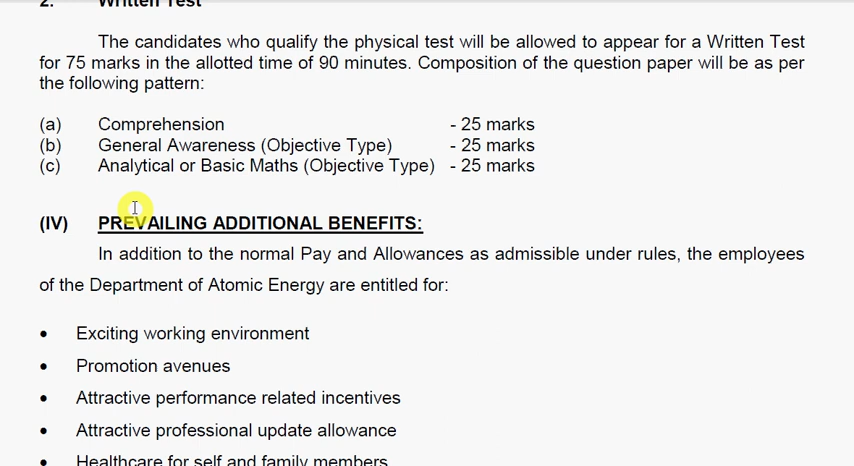 2. Written Test
The candidates who qualify the physical test will be allowed to appear for a Written Test
for 75 marks in the allotted time of 90 minutes. Composition of the question paper will be as per
the following pattern:
(a) Comprehension - 25 marks
(b) General Awareness (Objective Type) - 25 marks
(c) Analytical or Basic Maths (Objective Type) - 25 marks
(IV) PREVAILING ADDITIONAL BENEFITS:
In addition to the normal Pay and Allowances as admissible under rules, the employees
of the Department of Atomic Energy are entitled for:
• Exciting working environment
• Promotion avenues
• Attractive performance related incentives
• Attractive professional update allowance
• Healthcare for self and family members